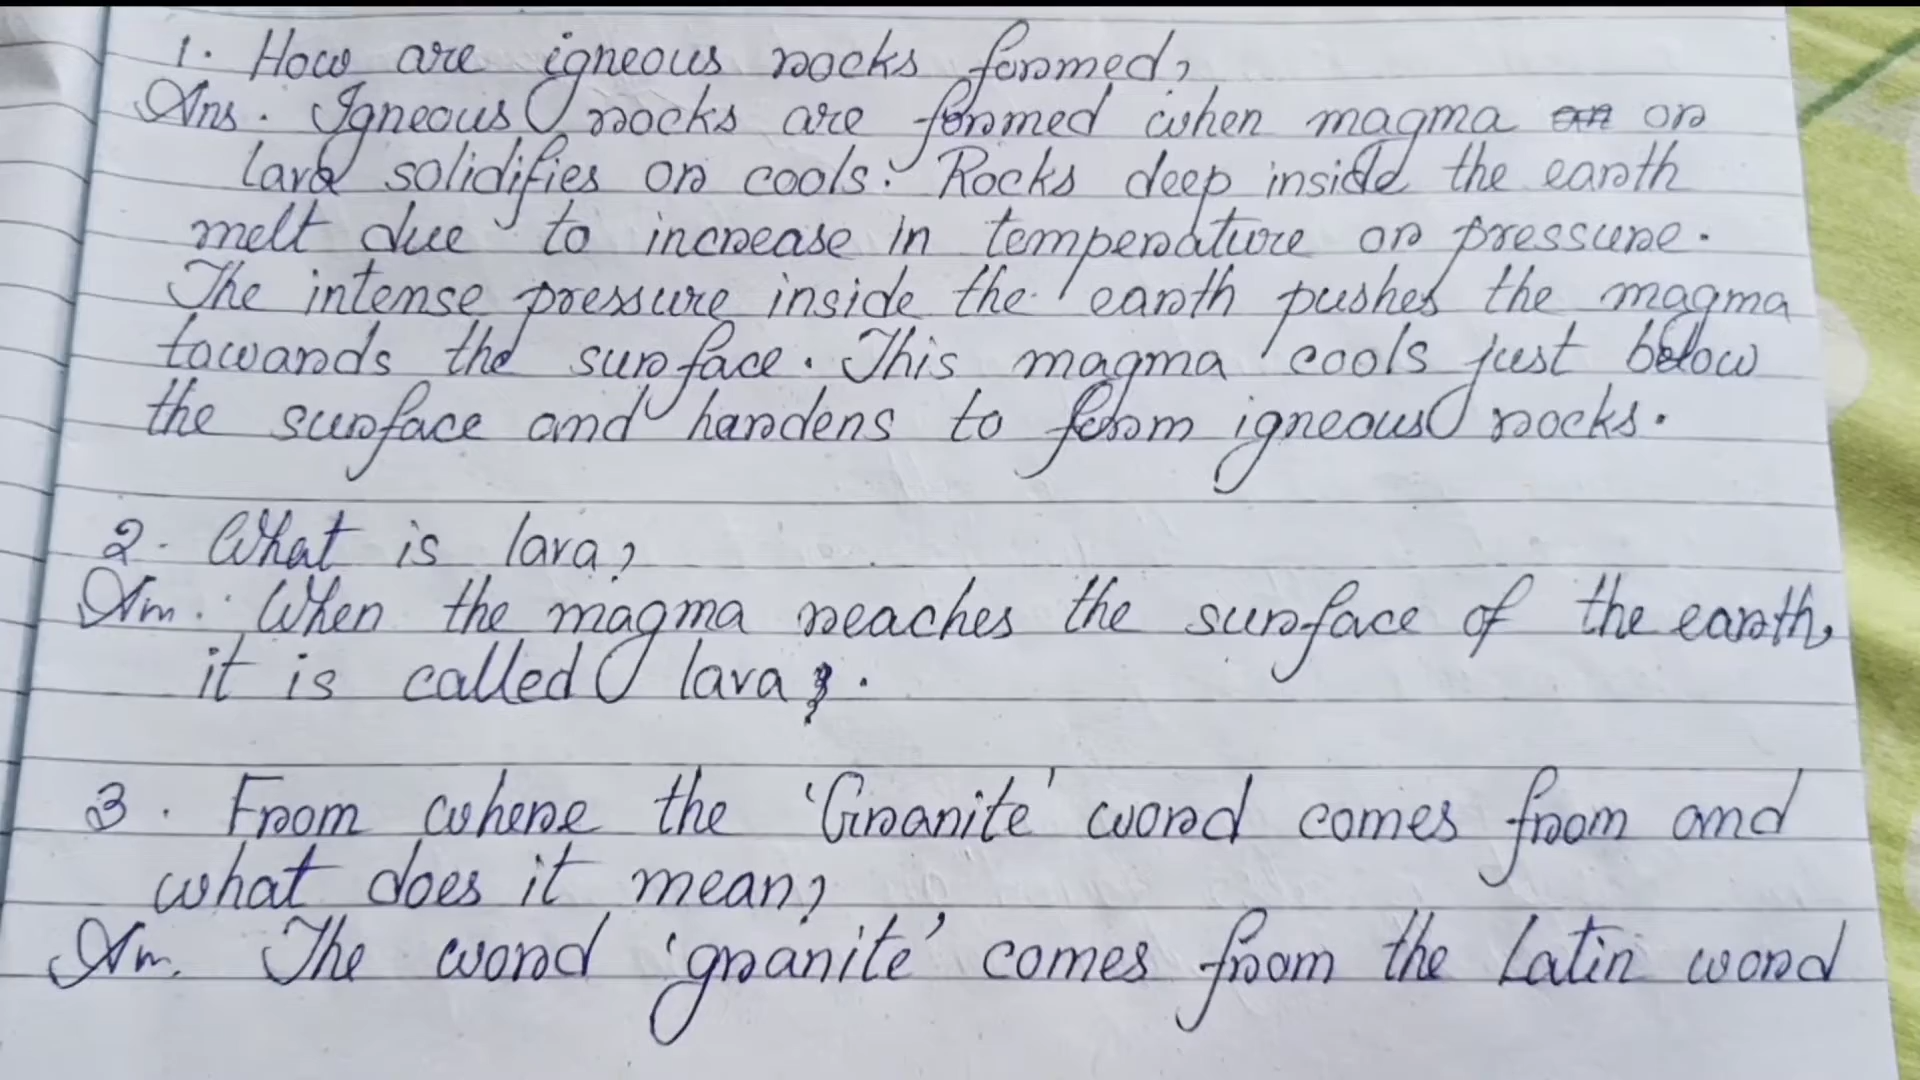 1. How are igneous rocks formed?
Ans. Igneous rocks are formed when magma or
lava solidifies or cools. Rocks deep inside the earth
melt due to increase in temperature or pressure.
The intense pressure inside the earth pushes the magma
towards the surface. This magma cools just below
the surface and hardens to form igneous rocks.
2. What is lava?
Ans. When the magma reaches the surface of the earth,
it is called lava.
3. From where the 'Granite' word comes from and
what does it mean?
Ans. The word 'granite' comes from the Latin word